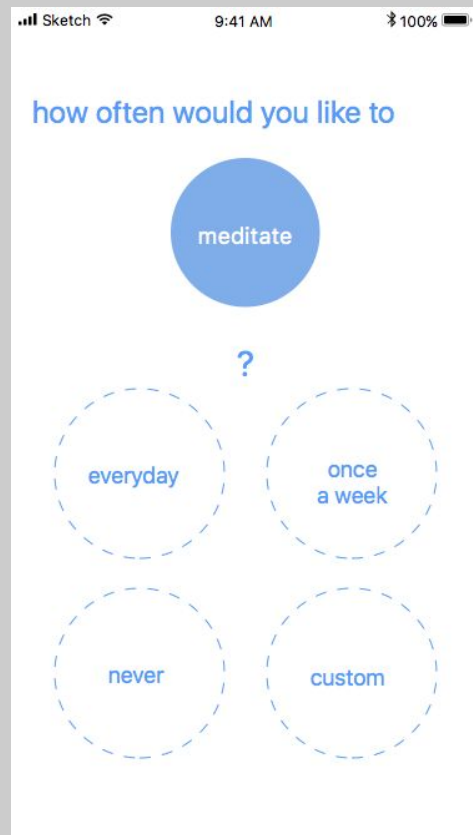 Sketch 9:41 AM 100%
how often would you like to
meditate
?
everyday
once
a week
never
custom